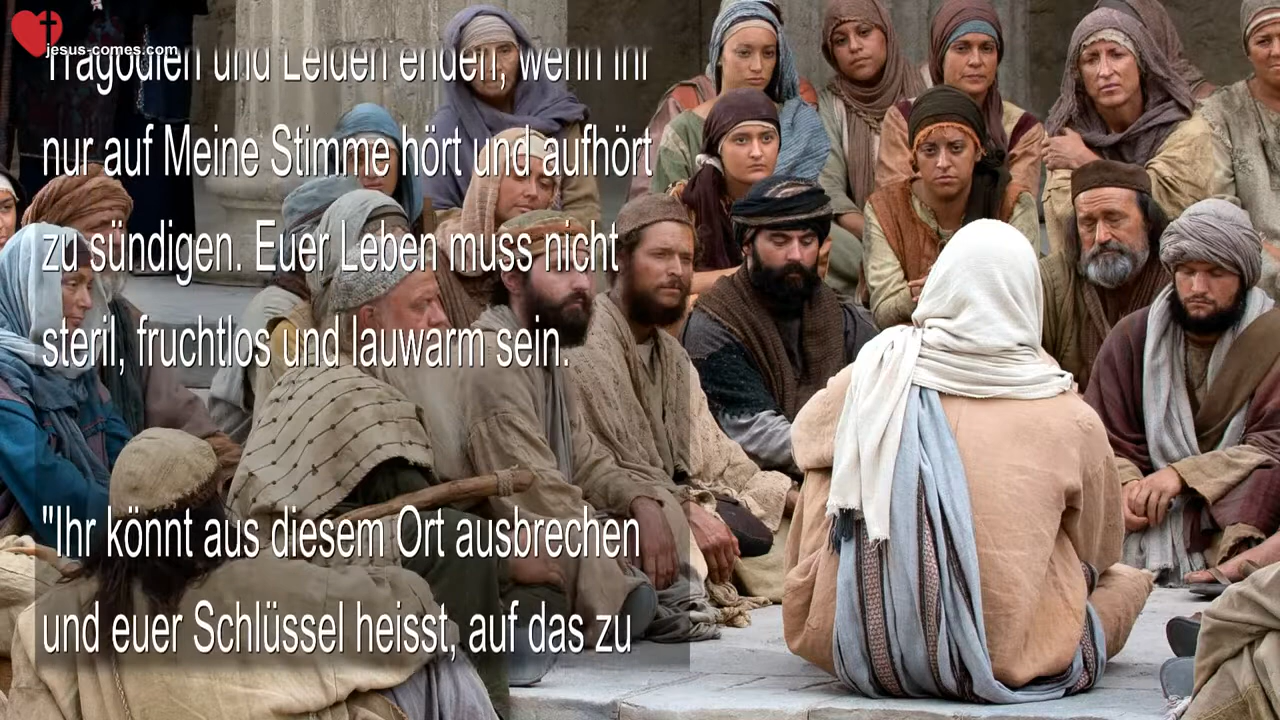 jesus-comes.com
Tragödien und Leiden enden, wenn ihr
nur auf Meine Stimme hört und aufhört
zu sündigen. Euer Leben muss nicht
steril, fruchtlos und lauwarm sein.
"Ihr könnt aus diesem Ort ausbrechen
und euer Schlüssel heisst, auf das zu